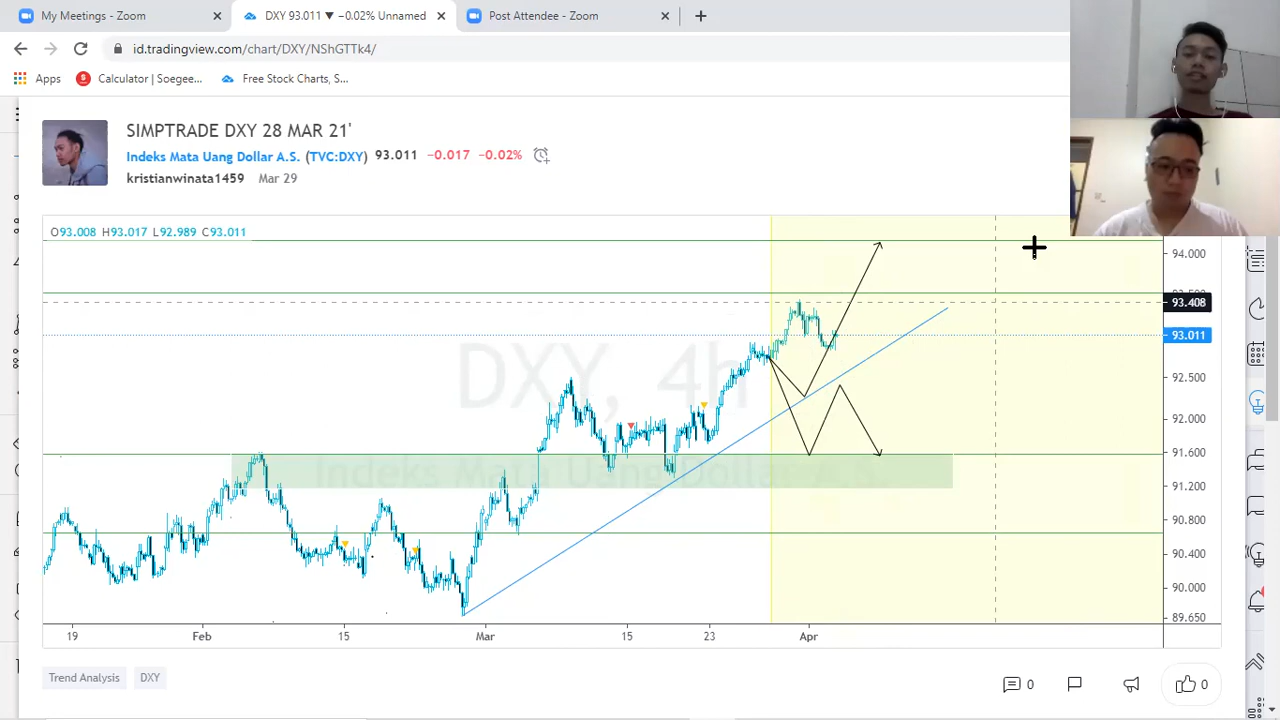 My Meetings - Zoom
DXY 93.011 ▼ −0.02% Unnamed
Post Attendee - Zoom
id.tradingview.com/chart/DXY/NShGTTk4/
Apps
Calculator | Soegee...
Free Stock Charts, S...
SIMPTRADE DXY 28 MAR 21'
Indeks Mata Uang Dollar A.S. (TVC:DXY) 93.011 −0.017 −0.02%
kristianwinata1459 Mar 29
O93.008 H93.017 L92.989 C93.011
94.000
93.408
93.011
DXY, 4h
92.500
92.000
91.600
Indeks Mata Uang Dollar A.S.
91.200
90.800
90.400
90.000
89.650
19 Feb 15 Mar 15 23 Apr
Trend Analysis
DXY
0
0